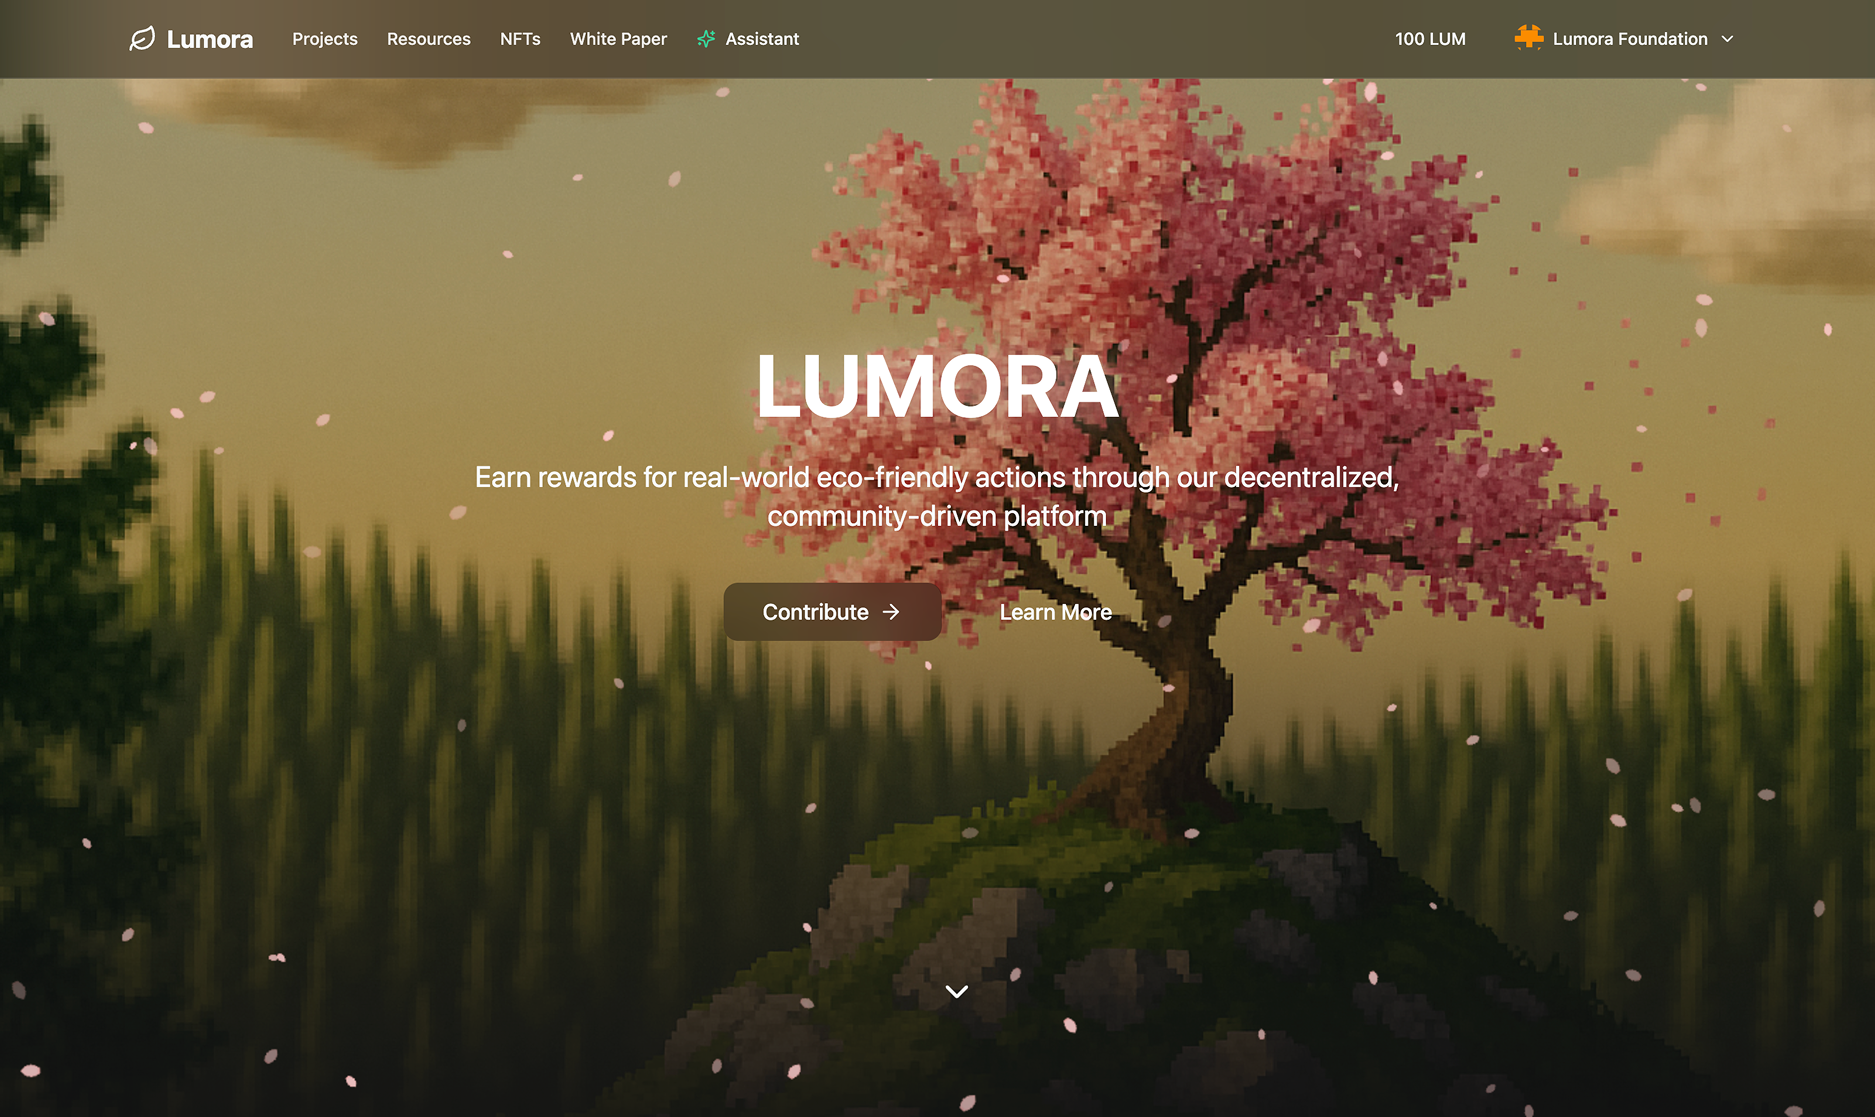 Lumora
Projects
Resources
NFTs
White Paper
Assistant
100 LUM
Lumora Foundation
LUMORA
Earn rewards for real-world eco-friendly actions through our decentralized,
community-driven platform
Contribute
Learn More